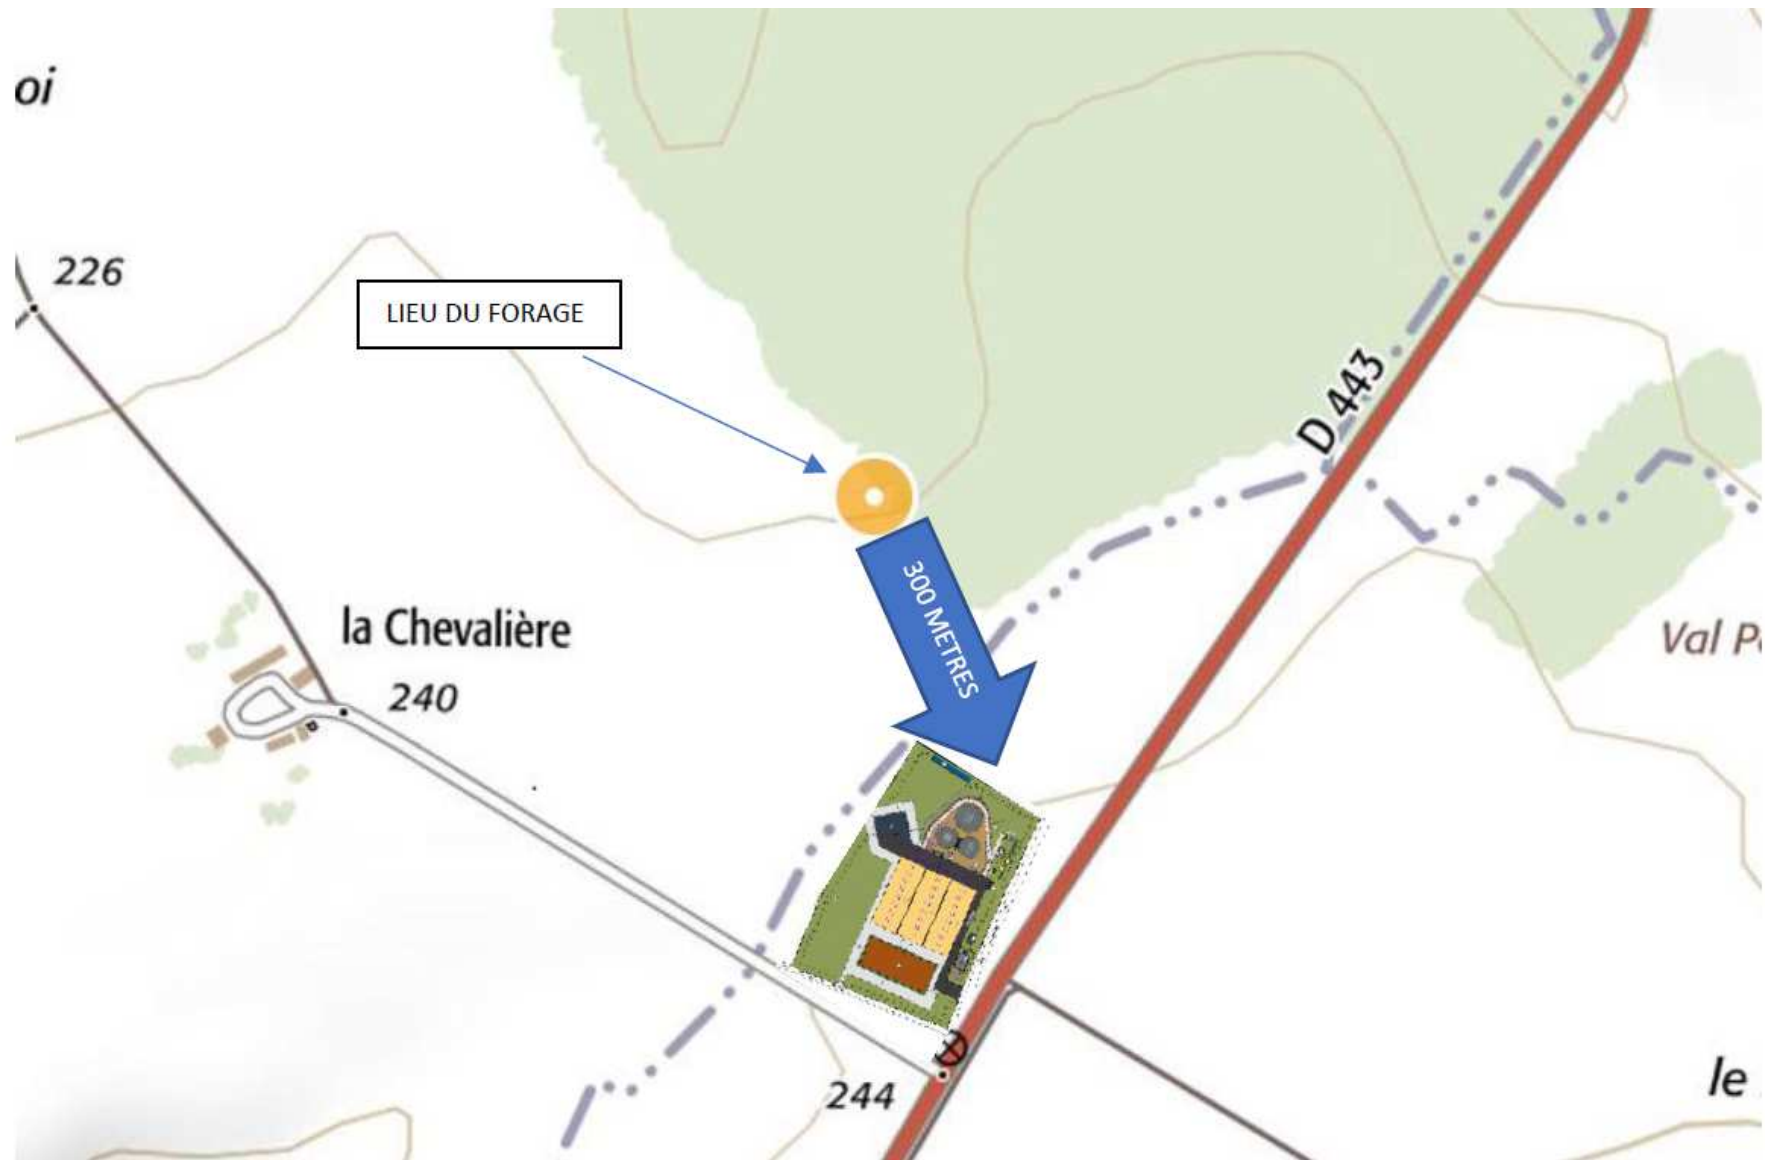 oi
226
LIEU DU FORAGE
D 443
300 METRES
la Chevalière
240
Val P
244
le